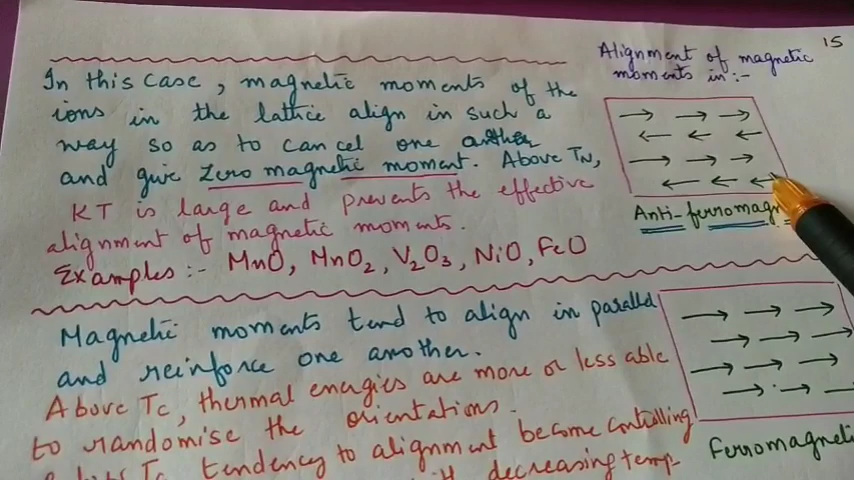 Alignment of magnetic
moments in :-
15
In this case, magnetic moments of the
ions in the lattice align in such a
way so as to cancel one another
and give zero magnetic moment. Above TN,
KT is large and prevents the effective
alignment of magnetic moments.
Examples :- MnO, MnO2, V2O3, NiO, FeO
Anti-ferromagn
Magnetic moments tend to align in parallel
and reinforce one another.
Above Tc, thermal energies are more or less able
to randomise the orientations.
Tc, tendency to alignment become controlling
decreasing temp.
Ferromagneti